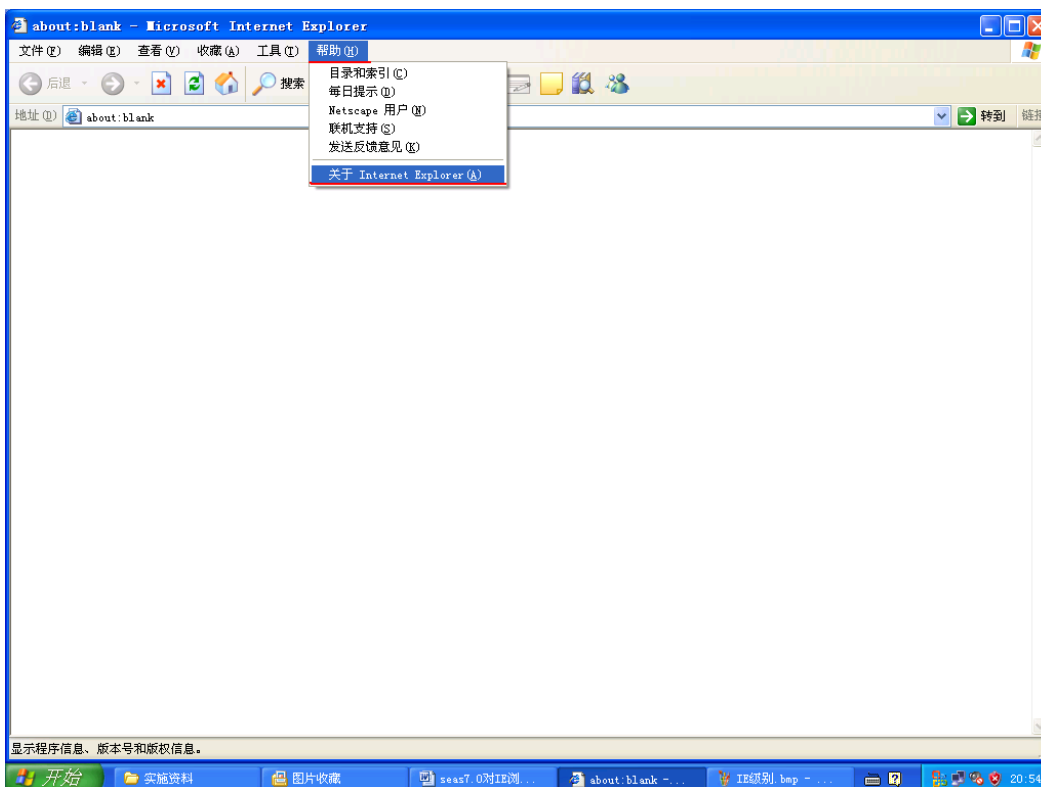 about:blank - Microsoft Internet Explorer
文件(F) 编辑(E) 查看(V) 收藏(A) 工具(T) 帮助(H)
后退 搜索
目录和索引(C)
每日提示(D)
Netscape 用户(N)
联机支持(S)
发送反馈意见(K)
关于 Internet Explorer(A)
地址(D) about:blank 转到 链接
显示程序信息、版本号和版权信息。
开始 实施资料 图片收藏 seas7.0对IE浏... about:blank -... IE级别.bmp - ... 20:54